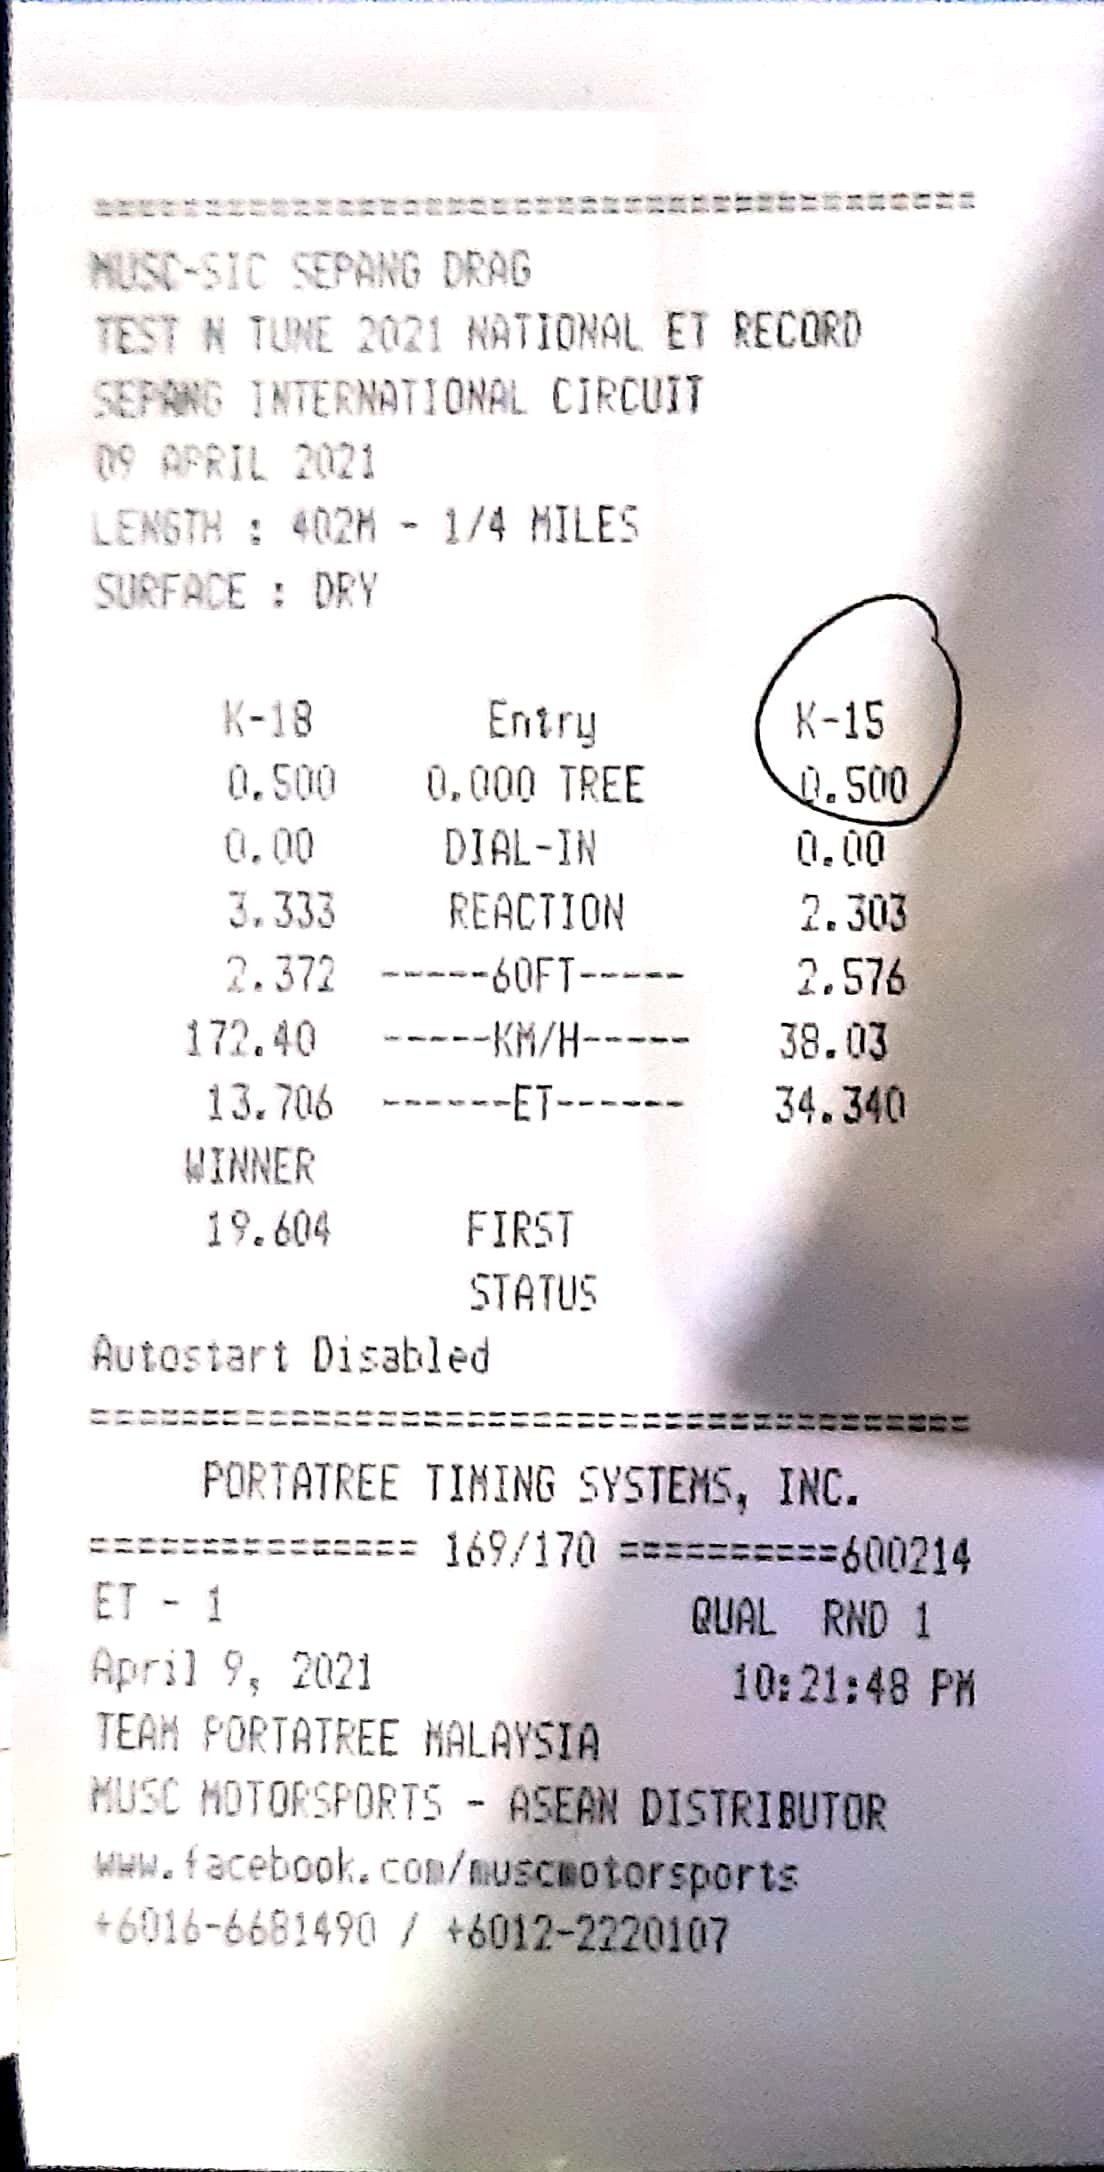 ========================================
MUSC-SIC SEPANG DRAG
TEST N TUNE 2021 NATIONAL ET RECORD
SEPANG INTERNATIONAL CIRCUIT
09 APRIL 2021
LENGTH : 402M - 1/4 MILES
SURFACE : DRY
K-18 Entry K-15
0.500 0.000 TREE 0.500
0.00 DIAL-IN 0.00
3.333 REACTION 2.303
2.372 -----60FT----- 2.576
172.40 -----KM/H----- 38.03
13.706 ------ET------ 34.340
WINNER
19.604 FIRST
STATUS
Autostart Disabled
========================================
PORTATREE TIMING SYSTEMS, INC.
=============== 169/170 ==========600214
ET - 1 QUAL RND 1
April 9, 2021 10:21:48 PM
TEAM PORTATREE MALAYSIA
MUSC MOTORSPORTS - ASEAN DISTRIBUTOR
www.facebook.com/muscmotorsports
+6016-6681490 / +6012-2220107